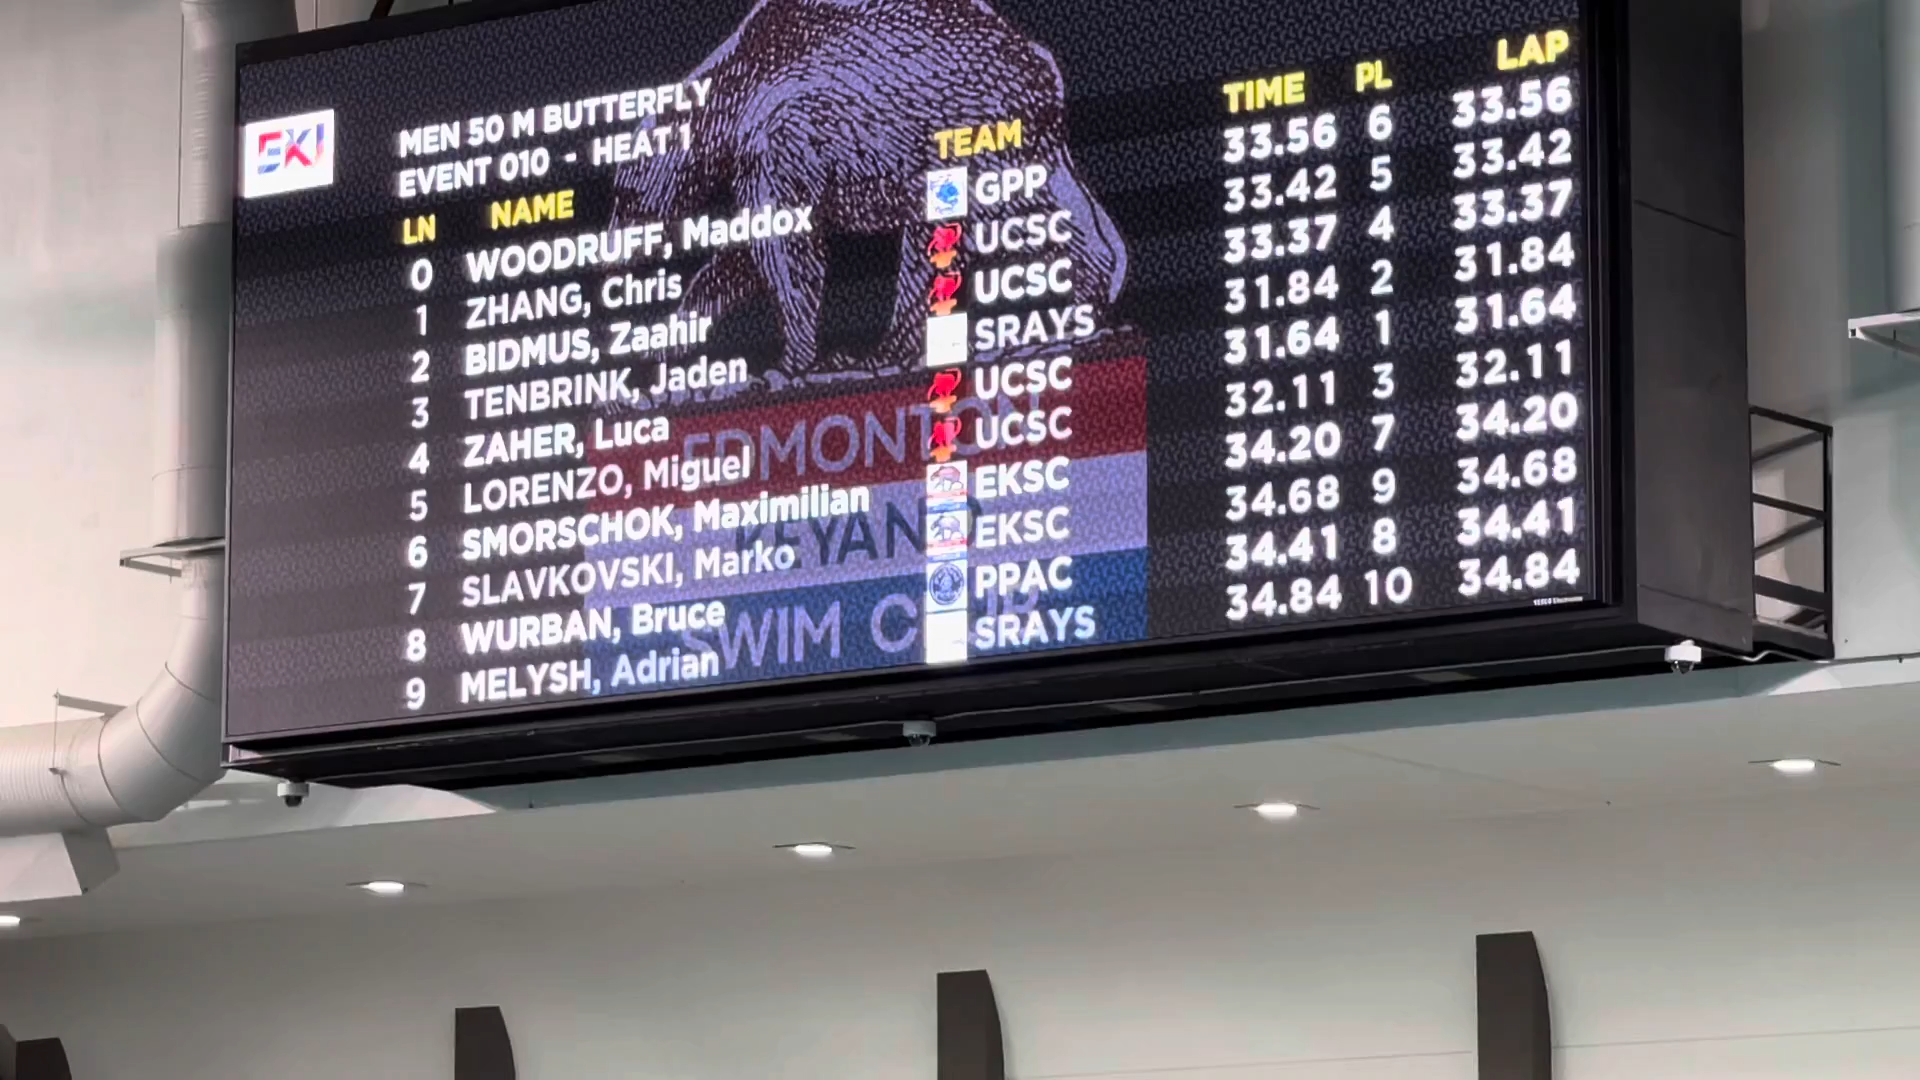 EKI
MEN 50 M BUTTERFLY
EVENT 010 - HEAT 1
LN NAME TEAM TIME PL LAP
0 WOODRUFF, Maddox GPP 33.56 6 33.56
1 ZHANG, Chris UCSC 33.42 5 33.42
2 BIDMUS, Zaahir UCSC 33.37 4 33.37
3 TENBRINK, Jaden SRAYS 31.84 2 31.84
4 ZAHER, Luca UCSC 31.64 1 31.64
5 LORENZO, Miguel UCSC 32.11 3 32.11
6 SMORSCHOK, Maximilian EKSC 34.20 7 34.20
7 SLAVKOVSKI, Marko EKSC 34.68 9 34.68
8 WURBAN, Bruce PPAC 34.41 8 34.41
9 MELYSH, Adrian SRAYS 34.84 10 34.84
EDMONTON
KEYANO
SWIM CLUB